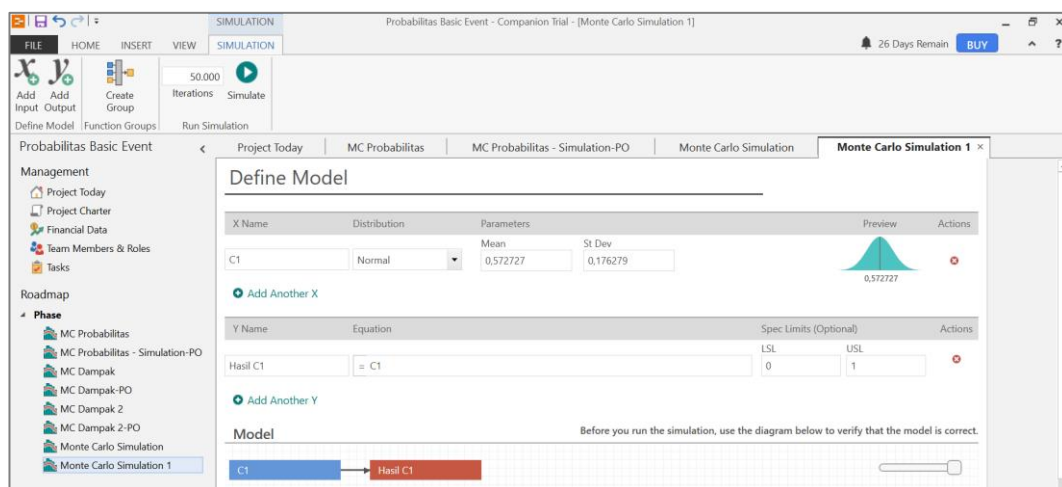 SIMULATION
Probabilitas Basic Event - Companion Trial - [Monte Carlo Simulation 1]
FILE HOME INSERT VIEW SIMULATION
26 Days Remain BUY
50.000
Add Input Add Output Create Group Iterations Simulate
Define Model Function Groups Run Simulation
Probabilitas Basic Event
Project Today MC Probabilitas MC Probabilitas - Simulation-PO Monte Carlo Simulation Monte Carlo Simulation 1
Management
Project Today
Project Charter
Financial Data
Team Members & Roles
Tasks
Roadmap
Phase
MC Probabilitas
MC Probabilitas - Simulation-PO
MC Dampak
MC Dampak-PO
MC Dampak 2
MC Dampak 2-PO
Monte Carlo Simulation
Monte Carlo Simulation 1
Define Model
X Name Distribution Parameters Preview Actions
Mean St Dev
C1 Normal 0,572727 0,176279
0,572727
Add Another X
Y Name Equation Spec Limits (Optional) Actions
LSL USL
Hasil C1 = C1 0 1
Add Another Y
Model Before you run the simulation, use the diagram below to verify that the model is correct.
C1 Hasil C1